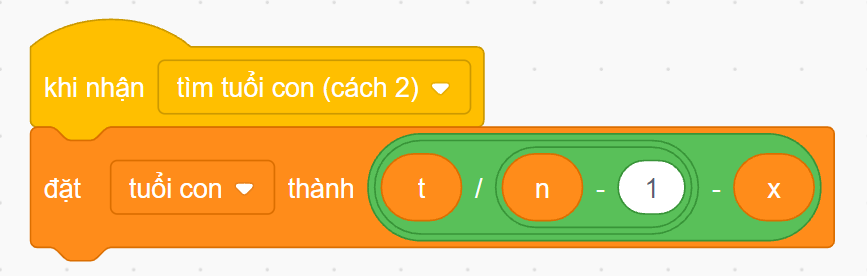 khi nhận tìm tuổi con (cách 2)
đặt tuổi con thành t / n - 1 - x